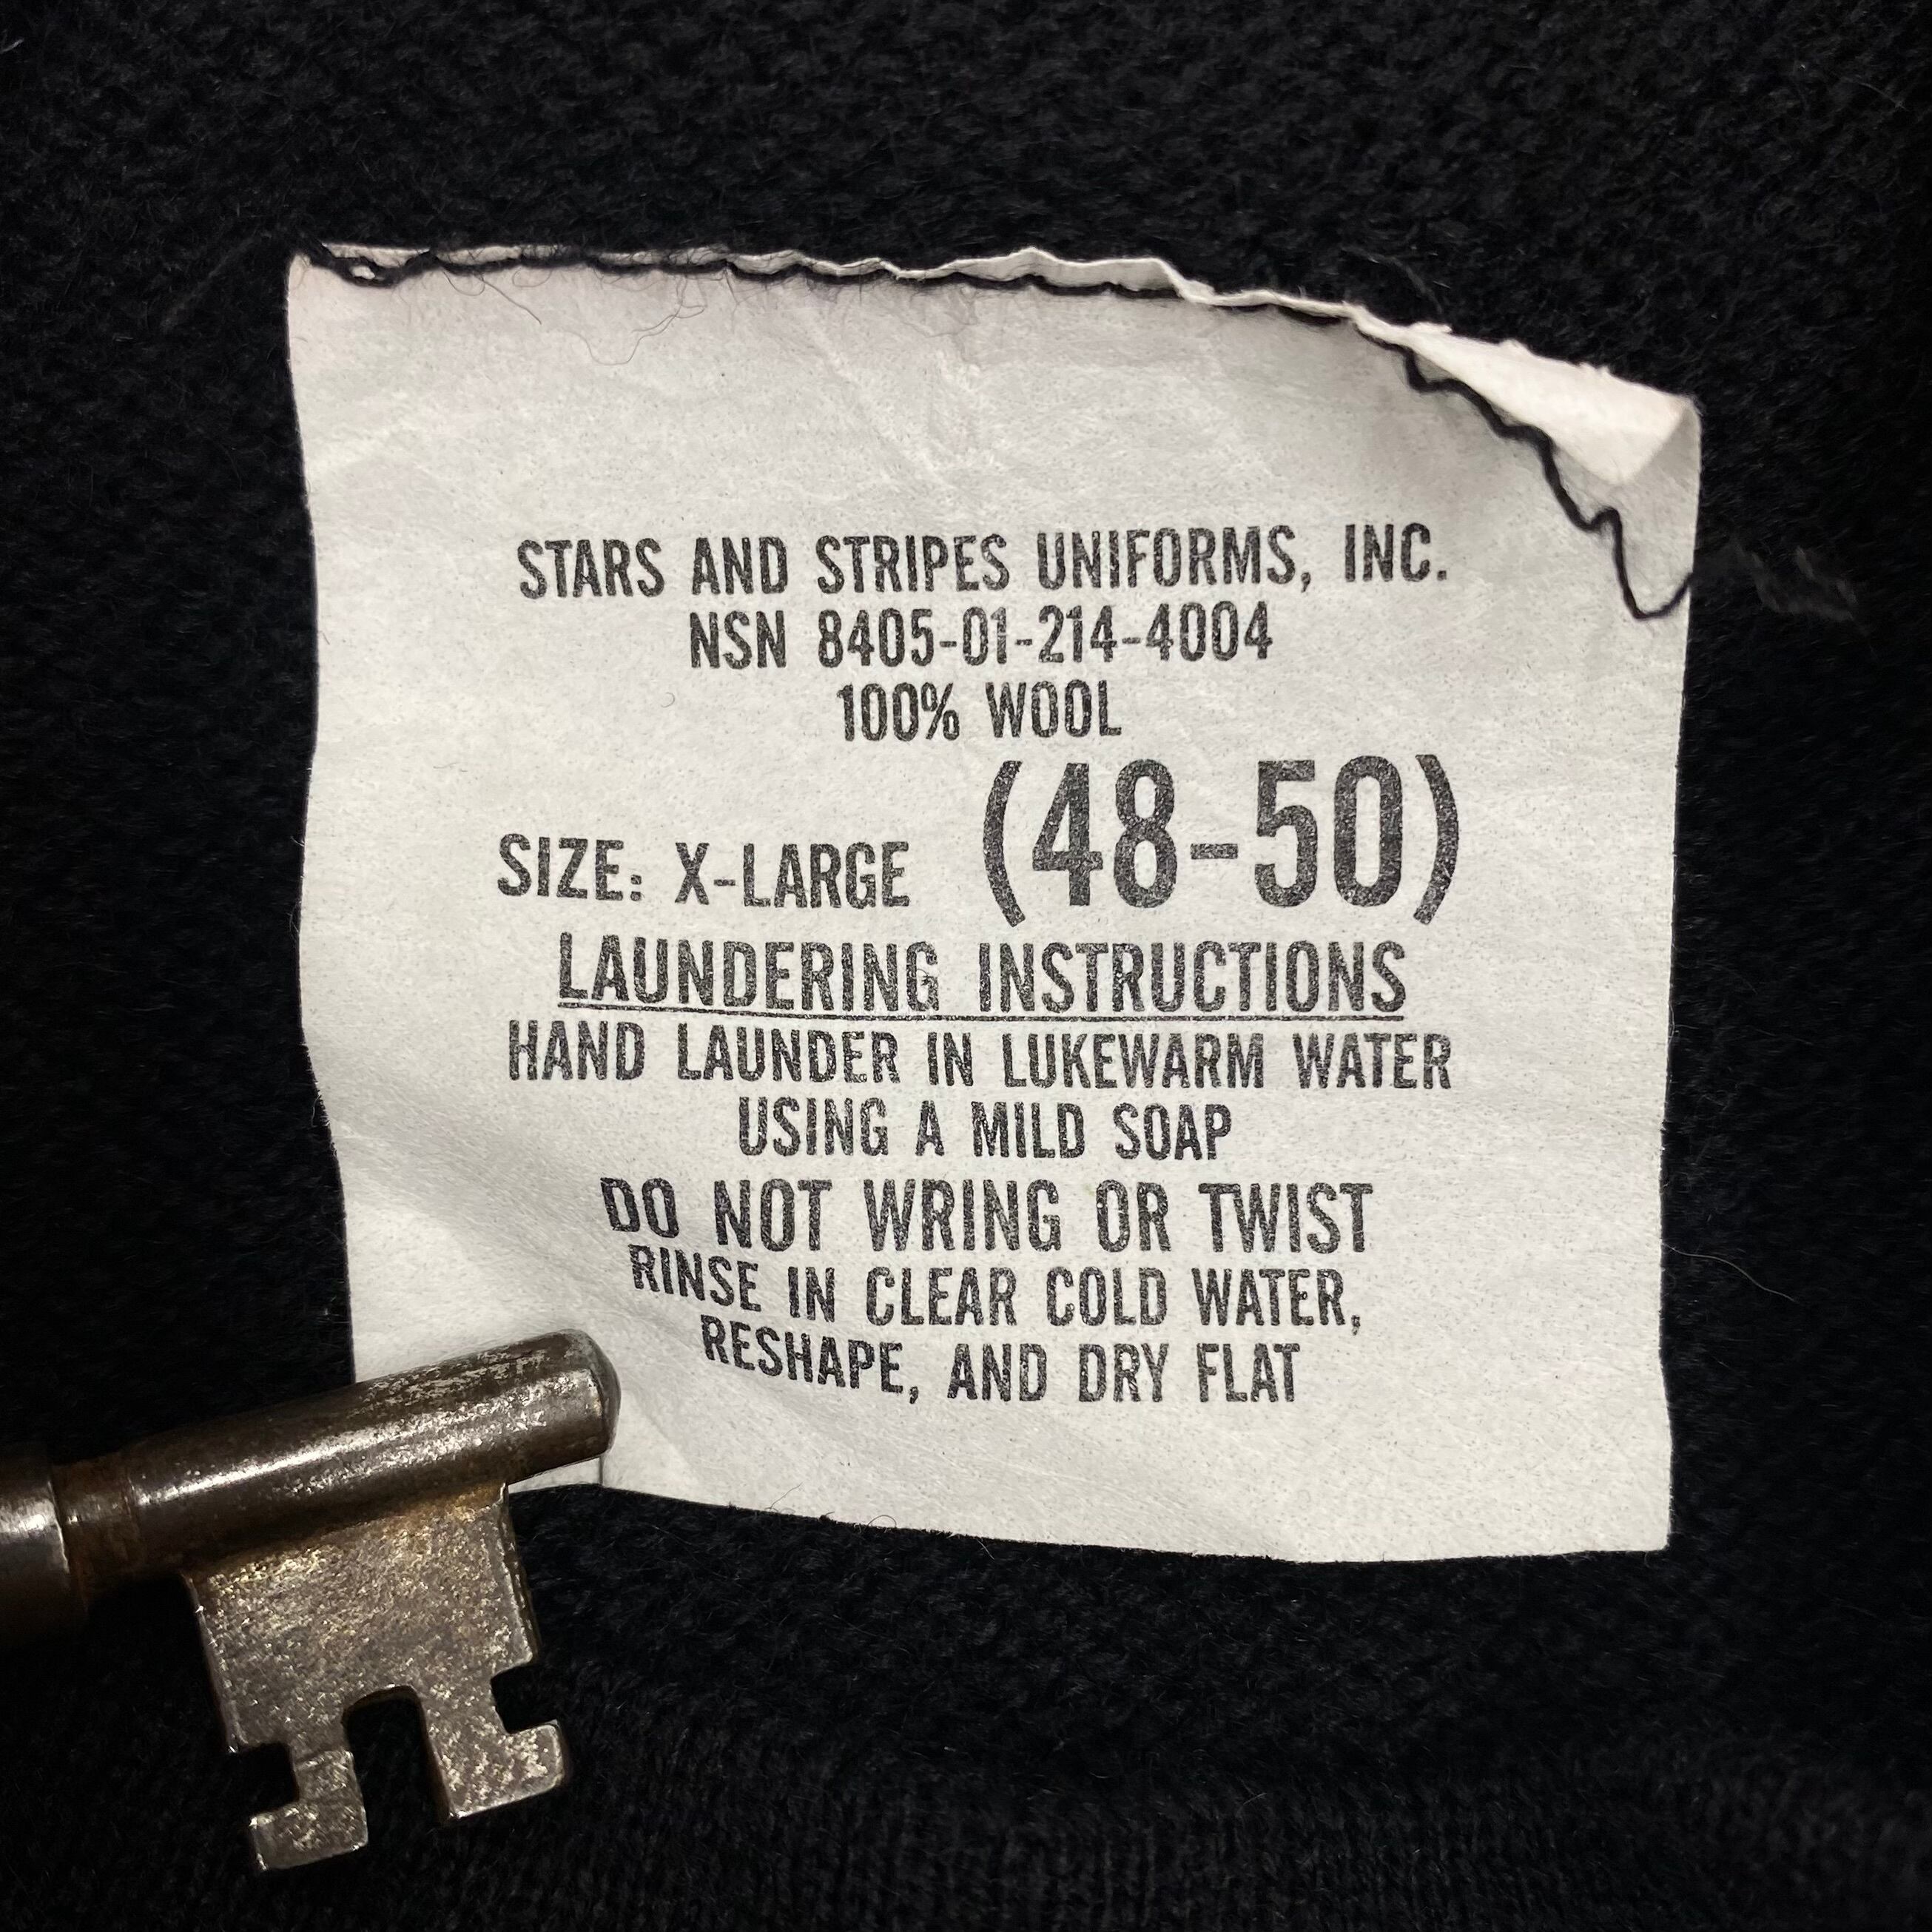 STARS AND STRIPES UNIFORMS, INC.
NSN 8405-01-214-4004
100% WOOL
SIZE: X-LARGE (48-50)
LAUNDERING INSTRUCTIONS
HAND LAUNDER IN LUKEWARM WATER
USING A MILD SOAP
DO NOT WRING OR TWIST
RINSE IN CLEAR COLD WATER,
RESHAPE, AND DRY FLAT